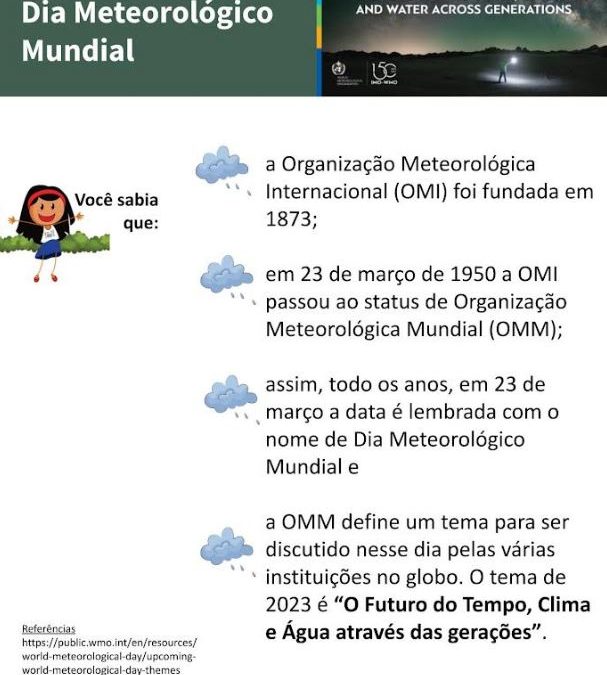 Dia Meteorológico
Mundial
AND WATER ACROSS GENERATIONS
150
IMO-WMO
Você sabia
que:
a Organização Meteorológica
Internacional (OMI) foi fundada em
1873;
em 23 de março de 1950 a OMI
passou ao status de Organização
Meteorológica Mundial (OMM);
assim, todo os anos, em 23 de
março a data é lembrada com o
nome de Dia Meteorológico
Mundial e
a OMM define um tema para ser
discutido nesse dia pelas várias
instituições no globo. O tema de
2023 é “O Futuro do Tempo, Clima
e Água através das gerações”.
Referências
https://public.wmo.int/en/resources/
world-meteorological-day/upcoming-
world-meteorological-day-themes